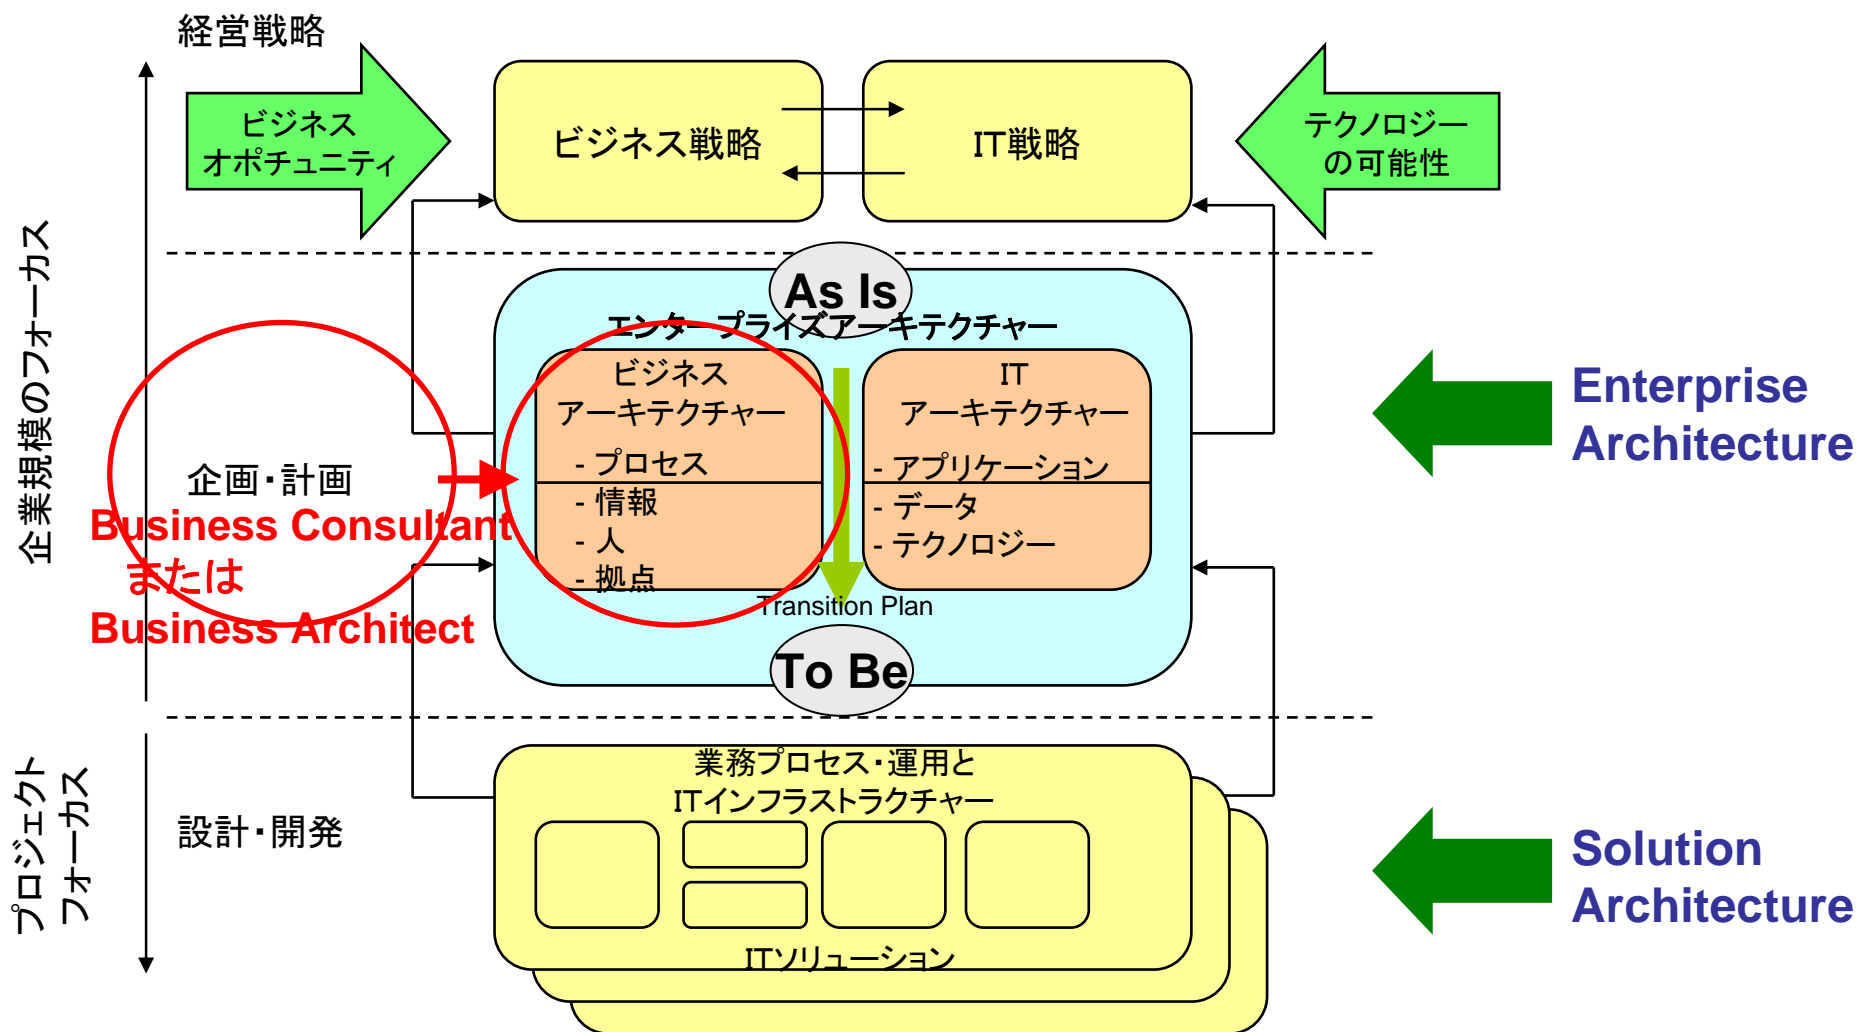 経営戦略
ビジネス
オポチュニティ
ビジネス戦略
IT戦略
テクノロジー
の可能性
企業規模のフォーカス
As Is
エンタープライズアーキテクチャー
ビジネス
アーキテクチャー
- プロセス
- 情報
- 人
- 拠点
IT
アーキテクチャー
- アプリケーション
- データ
- テクノロジー
Transition Plan
To Be
企画・計画
Business Consultant
または
Business Architect
Enterprise
Architecture
プロジェクト
フォーカス
設計・開発
業務プロセス・運用と
ITインフラストラクチャー
ITソリューション
Solution
Architecture